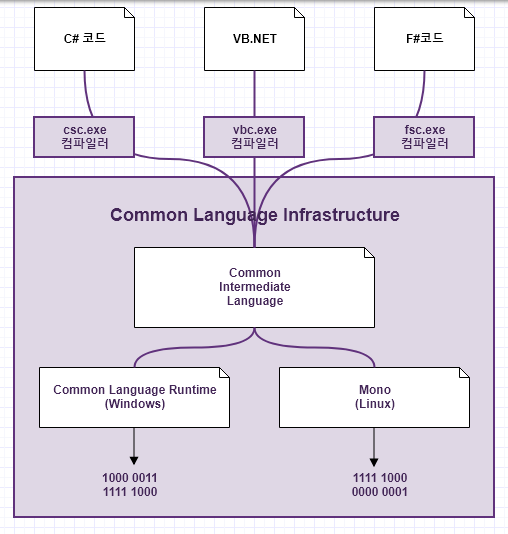 C# 코드
VB.NET
F#코드
csc.exe
컴파일러
vbc.exe
컴파일러
fsc.exe
컴파일러
Common Language Infrastructure
Common
Intermediate
Language
Common Language Runtime
(Windows)
Mono
(Linux)
1000 0011
1111 1000
1111 1000
0000 0001